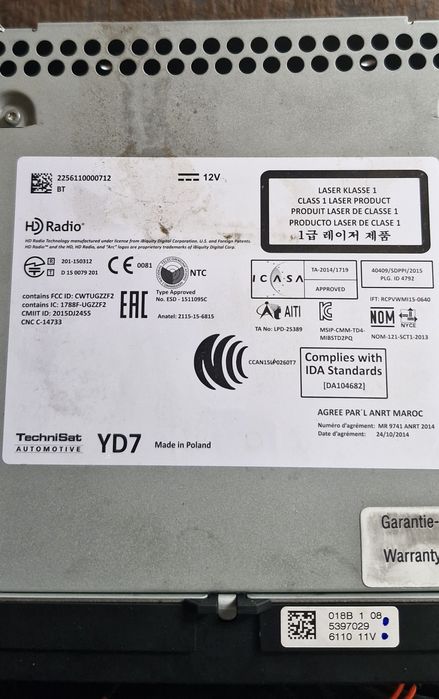 2256110000712
BT
12V
HD Radio®
HD Radio Technology manufactured under license from iBiquity Digital Corporation. U.S. and Foreign Patents.
HD Radio™ and the HD, HD Radio, and "Arc" logos are proprietary trademarks of iBiquity Digital Corp.
LASER KLASSE 1
CLASS 1 LASER PRODUCT
PRODUIT LASER DE CLASSE 1
PRODUCTO LASER DE CLASE 1
1급 레이저 제품
R 201-150312
T D 15 0079 201
CE 0081
NTC
Type Approved
No. ESD - 1511095C
ICASA
TA-2014/1719
APPROVED
40409/SDPPI/2015
PLG. ID 4792
contains FCC ID: CWTUGZZF2
contains IC: 1788F-UGZZF2
CMIIT ID: 2015DJ2455
CNC C-14733
EAC
Anatel: 2115-15-6815
AITI
TA No: LPD-25389
MSIP-CMM-TD4-
MIBSTD2PQ
IFT: RCPVWMI15-0640
NOM
NYCE
NOM-121-SCT1-2013
Complies with
IDA Standards
[DA104682]
AGREE PAR`L ANRT MAROC
Numéro d'agrément: MR 9741 ANRT 2014
Date d'agrément: 24/10/2014
TechniSat
AUTOMOTIVE
YD7
Made in Poland
Garantie-
Warranty
018B 1 08
5397029
6110 11V